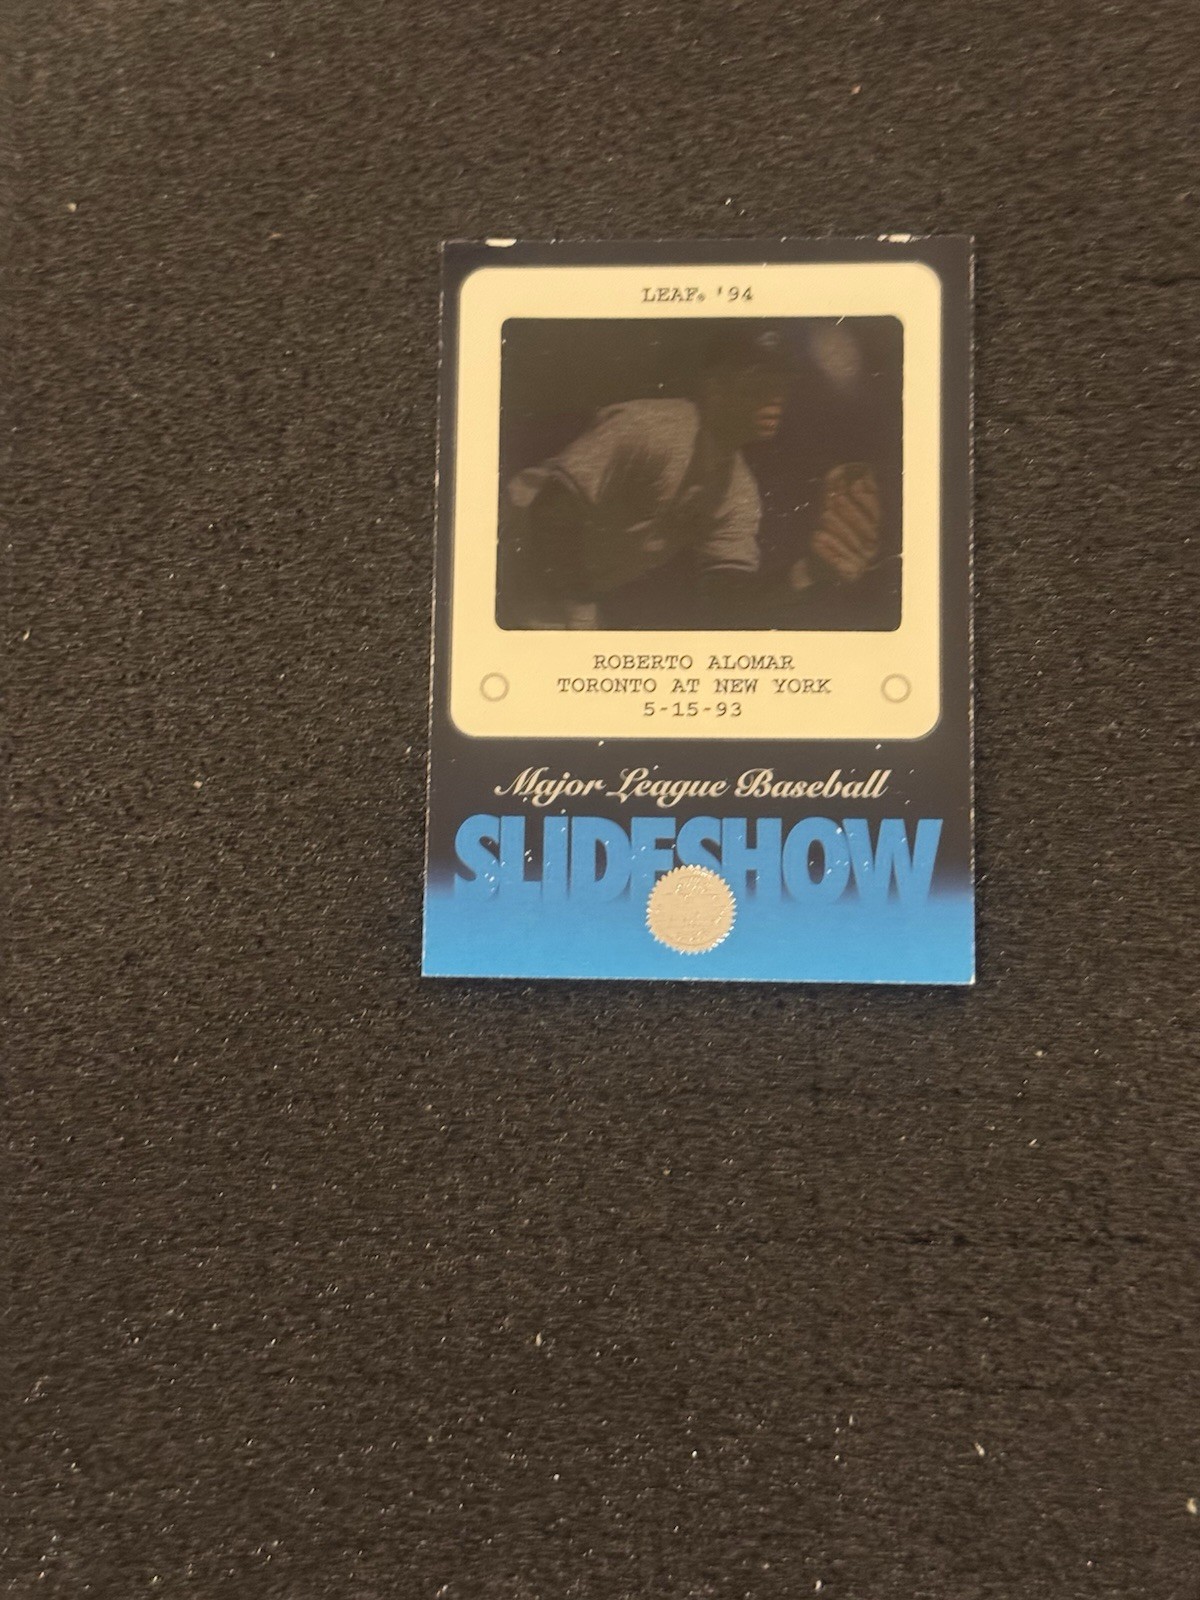 LEAF® '94
ROBERTO ALOMAR
TORONTO AT NEW YORK
5-15-93
Major League Baseball
SLIDESHOW